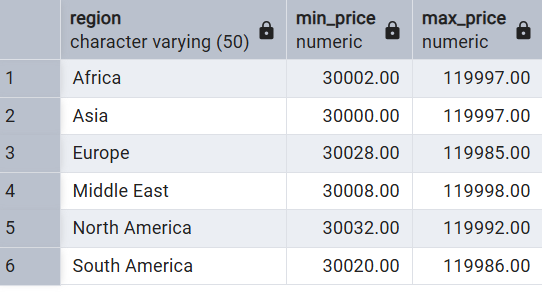 region min_price max_price
character varying (50) numeric numeric
1 Africa 30002.00 119997.00
2 Asia 30000.00 119997.00
3 Europe 30028.00 119985.00
4 Middle East 30008.00 119998.00
5 North America 30032.00 119992.00
6 South America 30020.00 119986.00